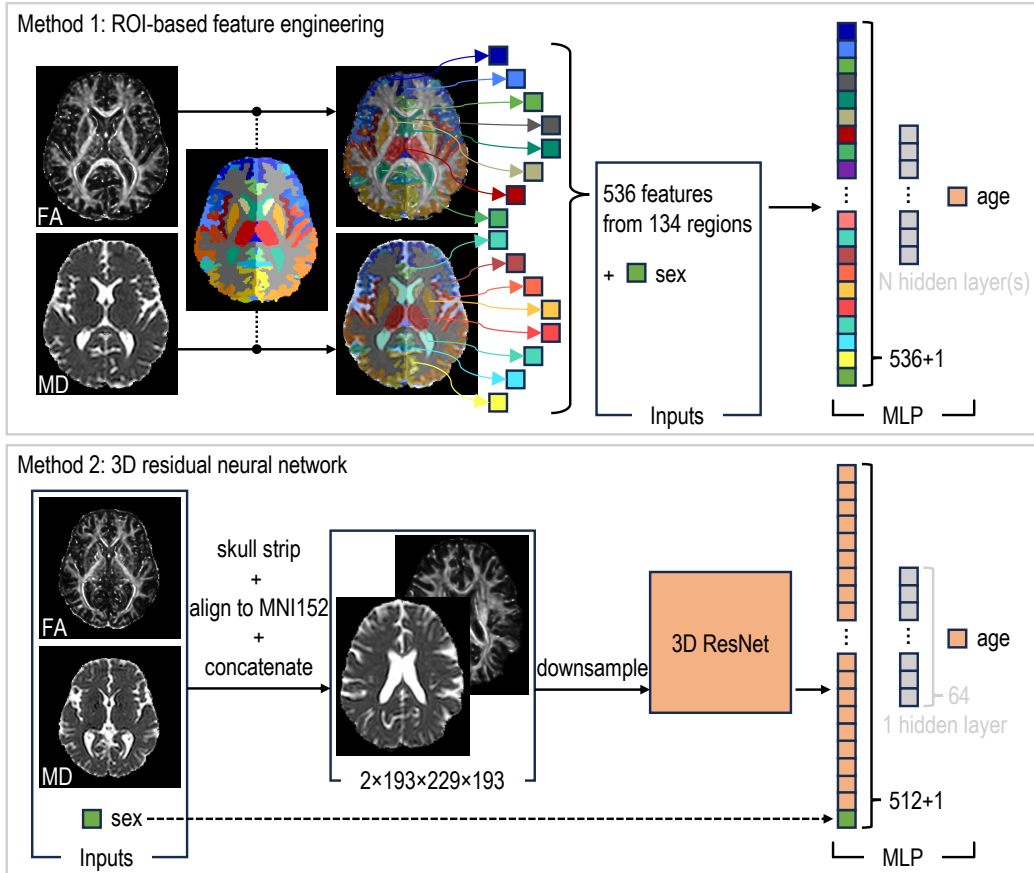 Method 1: ROI-based feature engineering
FA
MD
536 features
from 134 regions
+ sex
Inputs
age
N hidden layer(s)
536+1
MLP
Method 2: 3D residual neural network
FA
MD
sex
Inputs
skull strip
+
align to MNI152
+
concatenate
2×193×229×193
downsample
3D ResNet
age
64
1 hidden layer
512+1
MLP